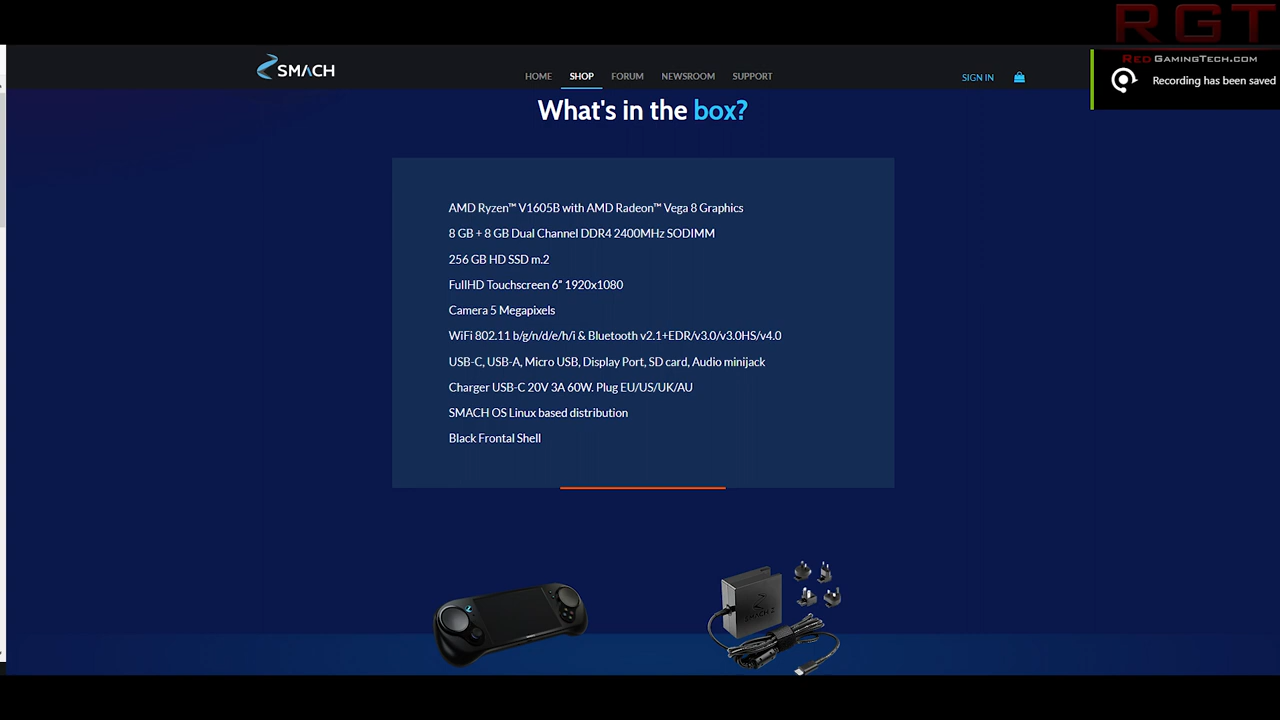 RGT
RedGamingTech.com
Recording has been saved
SMACH
HOME SHOP FORUM NEWSROOM SUPPORT
SIGN IN
What's in the box?
AMD Ryzen™ V1605B with AMD Radeon™ Vega 8 Graphics
8 GB + 8 GB Dual Channel DDR4 2400MHz SODIMM
256 GB HD SSD m.2
FullHD Touchscreen 6” 1920x1080
Camera 5 Megapixels
WiFi 802.11 b/g/n/d/e/h/i & Bluetooth v2.1+EDR/v3.0/v3.0HS/v4.0
USB-C, USB-A, Micro USB, Display Port, SD card, Audio minijack
Charger USB-C 20V 3A 60W. Plug EU/US/UK/AU
SMACH OS Linux based distribution
Black Frontal Shell